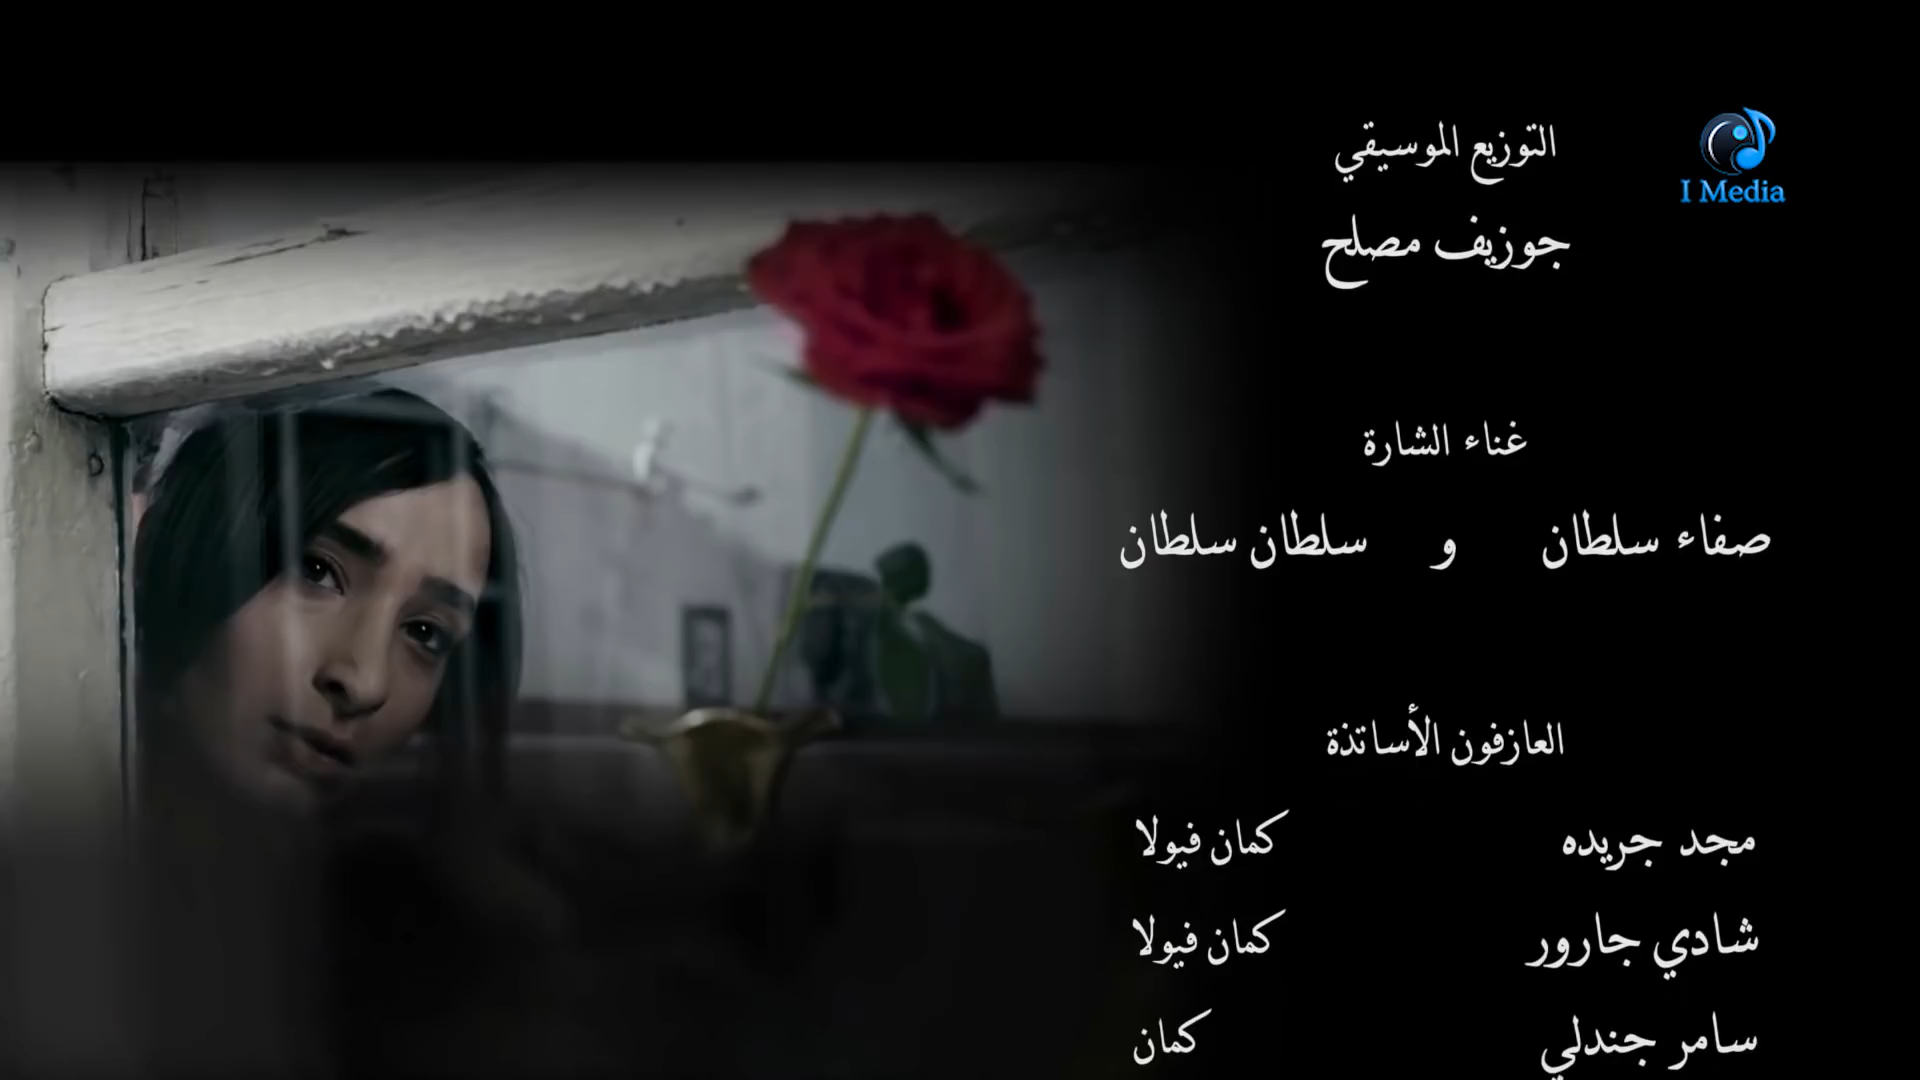 التوزيع الموسيقي
I Media
جوزيف مصلح
غناء الشارة
صفاء سلطان و سلطان سلطان
العازفون الأساتذة
مجد جريده كمان فيولا
شادي جارور كمان فيولا
سامر جندلي كمان